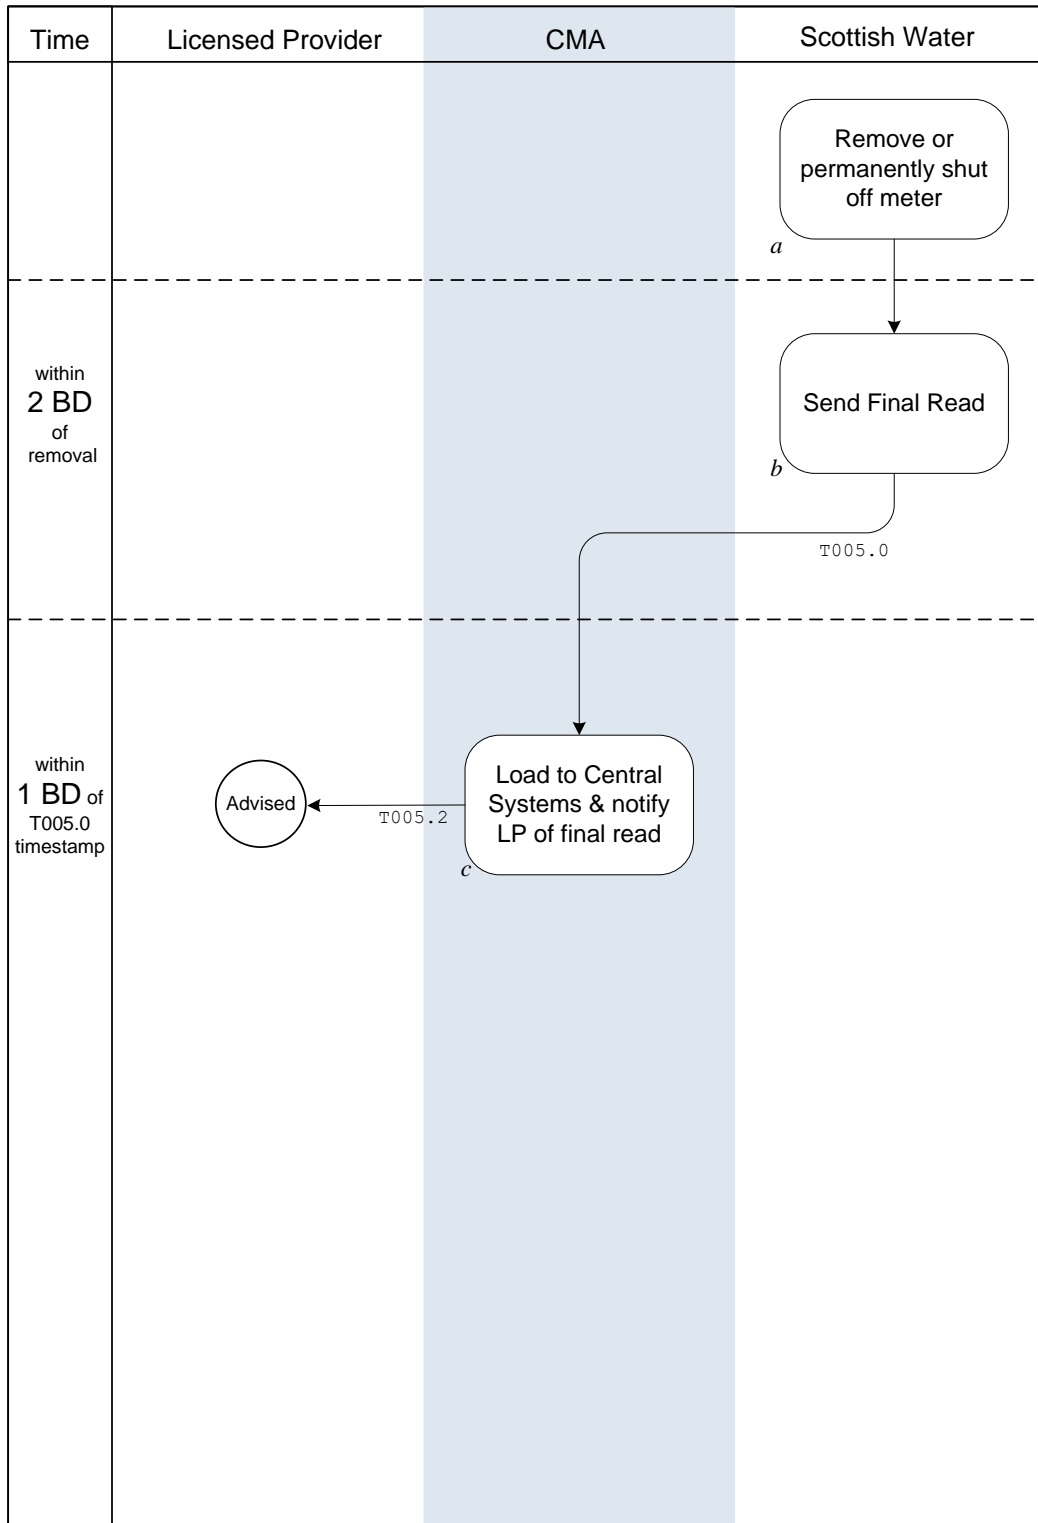 Time
Licensed Provider
CMA
Scottish Water
Remove or
permanently shut
off meter
a
within
2 BD
of
removal
Send Final Read
b
T005.0
within
1 BD of
T005.0
timestamp
Advised
T005.2
Load to Central
Systems & notify
LP of final read
c